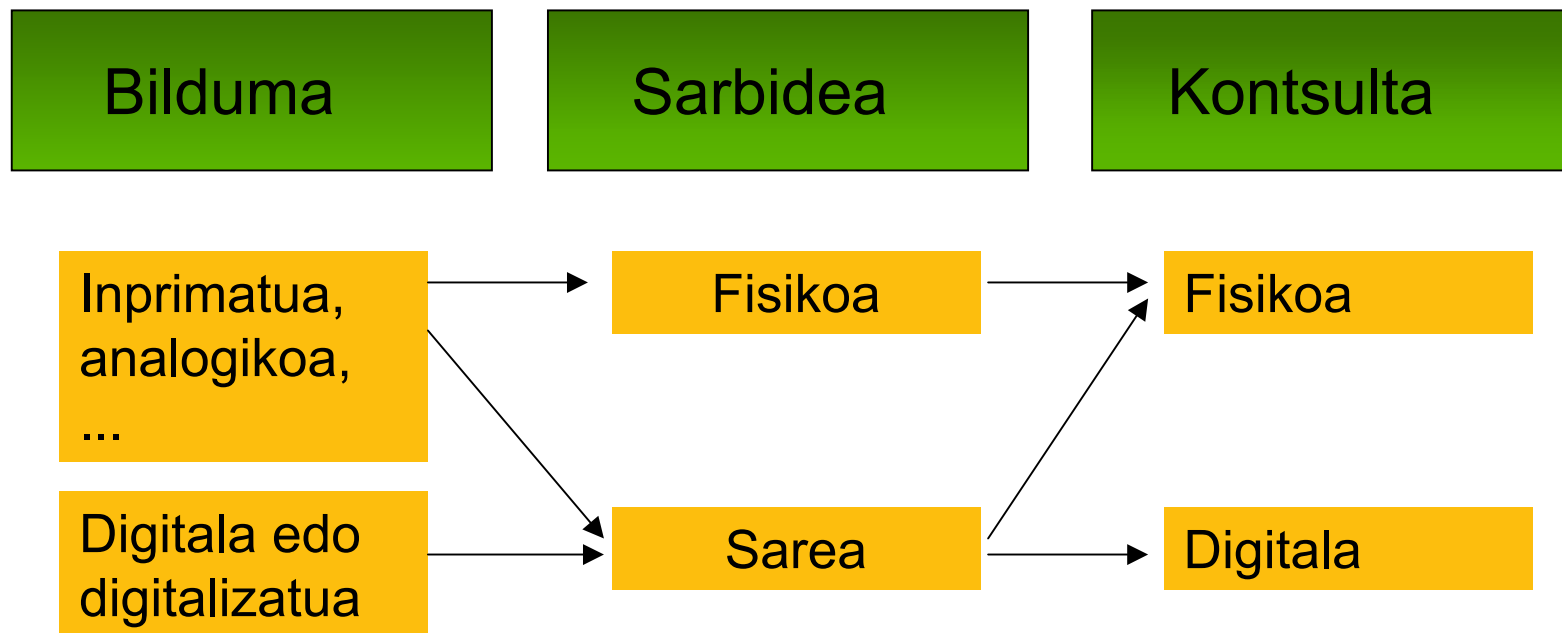 Bilduma
Sarbidea
Kontsulta
Inprimatua,
analogikoa,
...
Fisikoa
Fisikoa
Digitala edo
digitalizatua
Sarea
Digitala